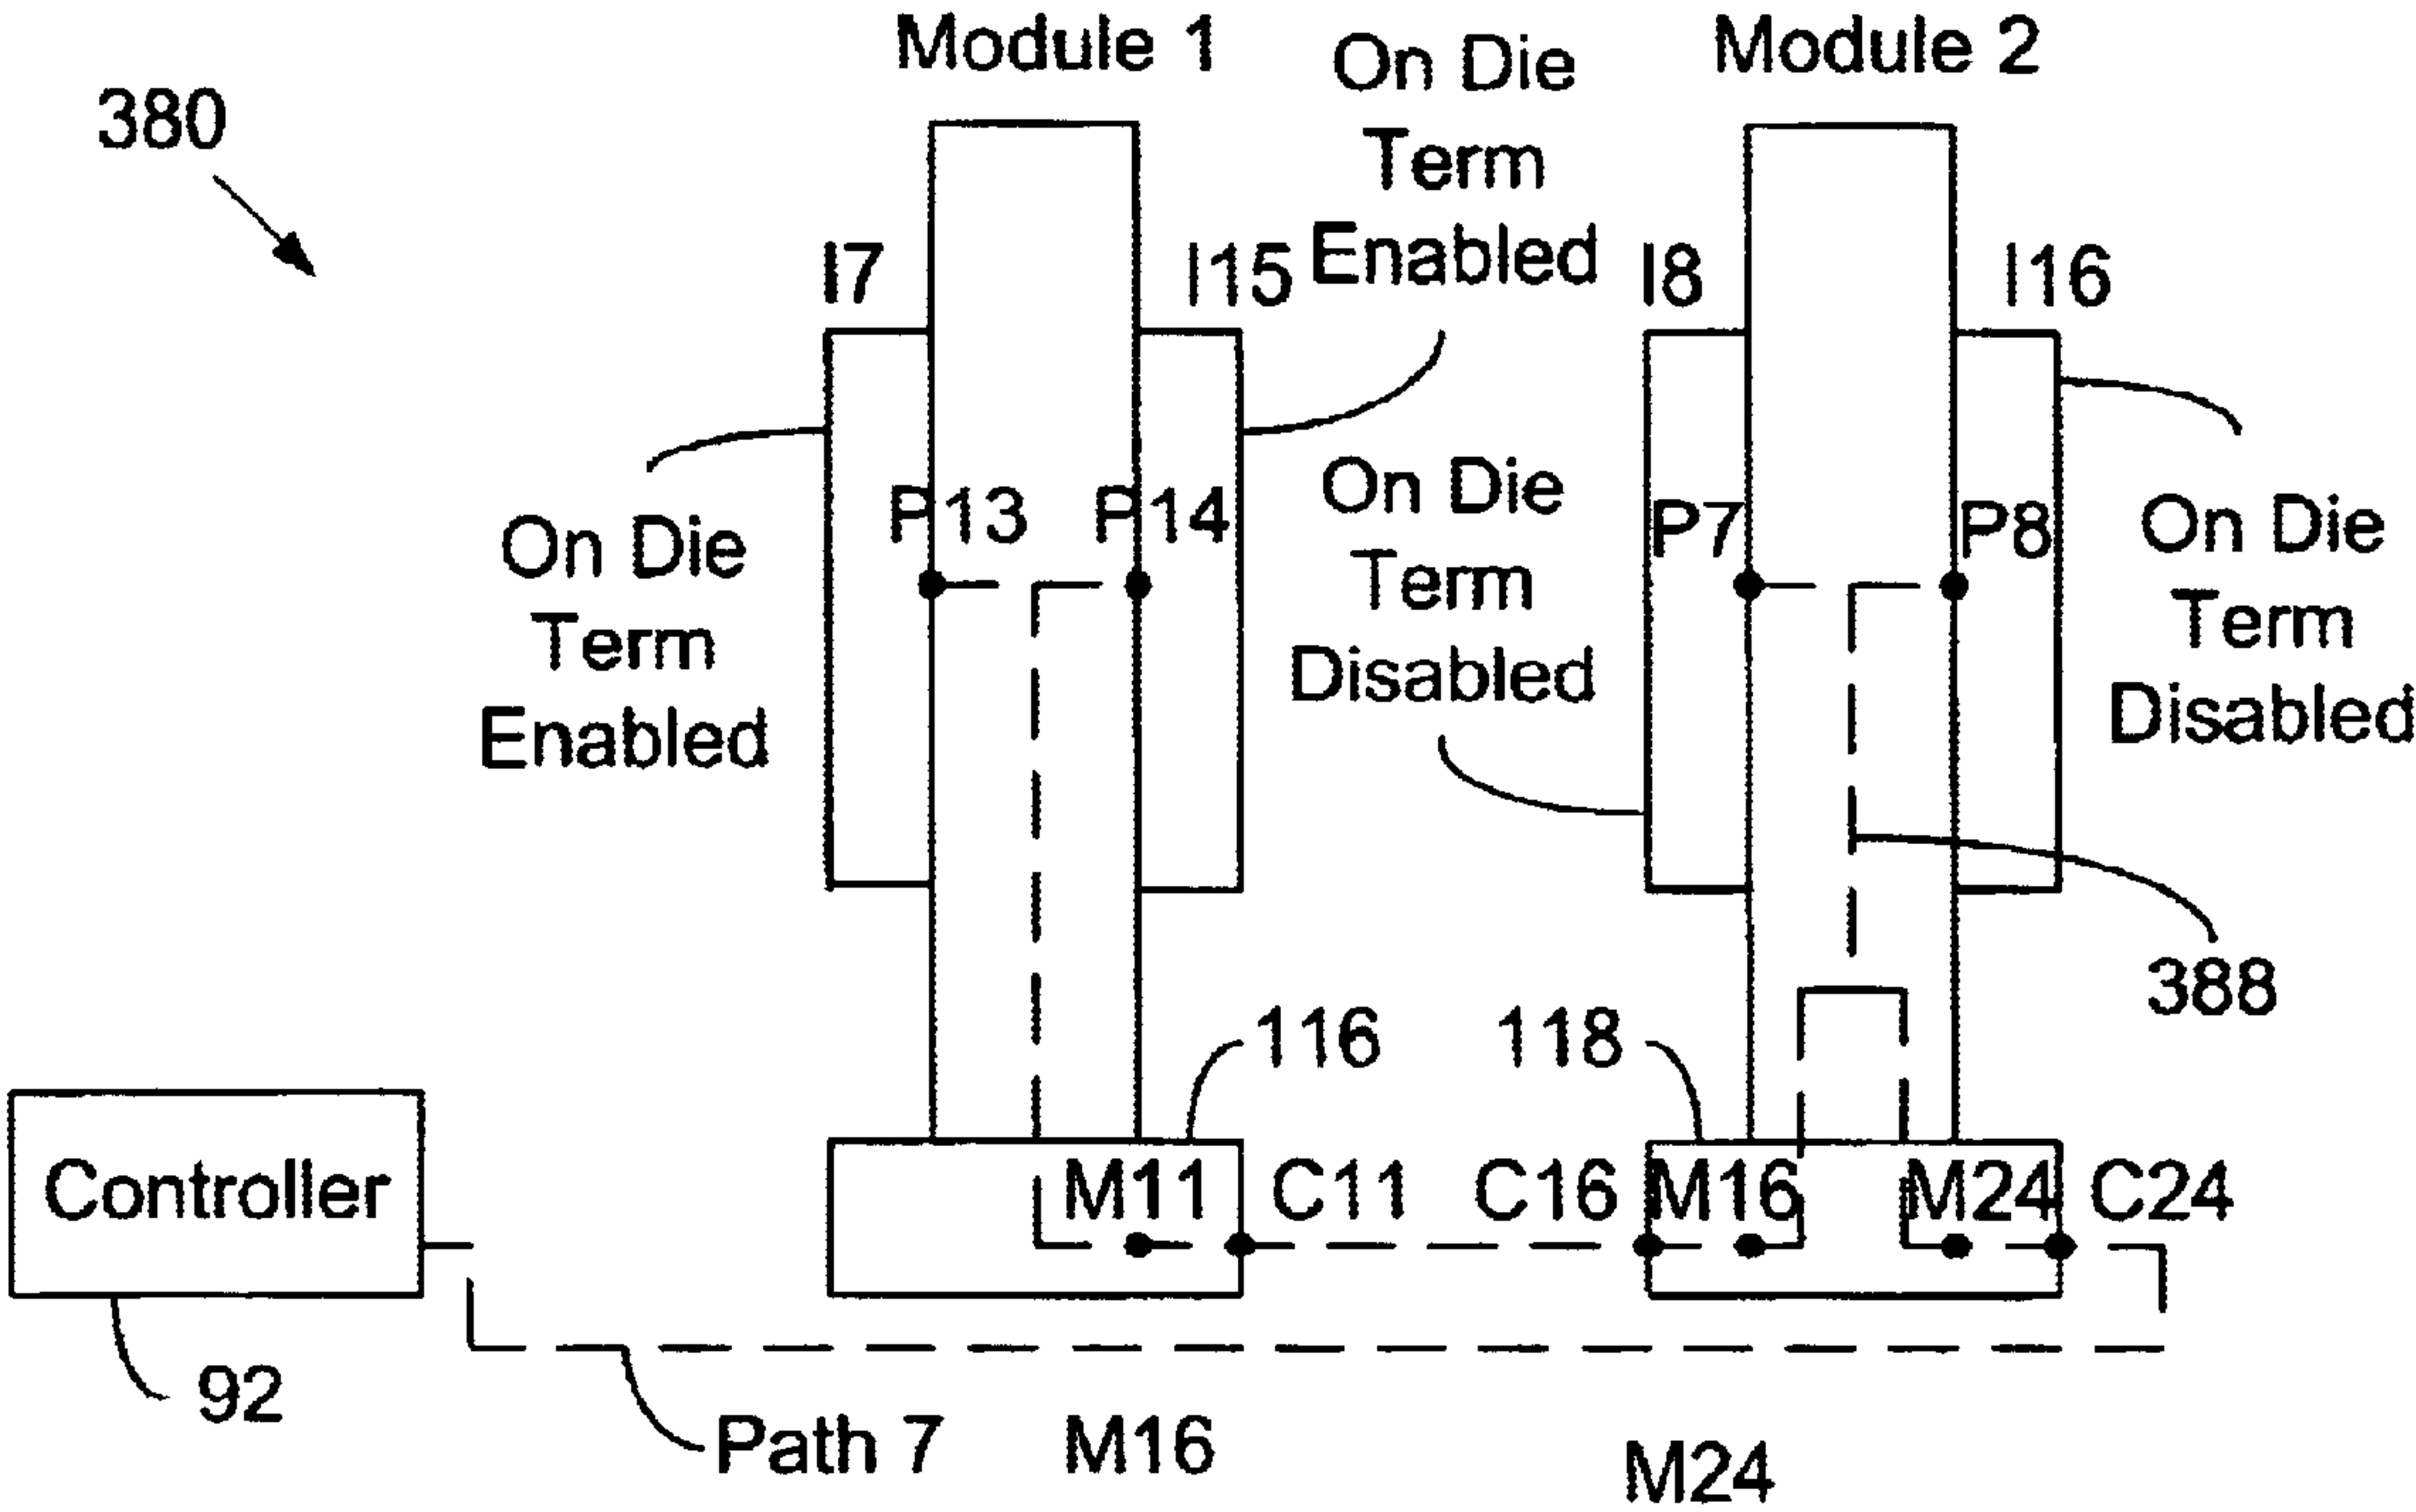 Module 1
Module 2
On Die
Term
Enabled
380
I7
I15
I8
I16
On Die
Term
Enabled
P13
P14
On Die
Term
Disabled
P7
P8
On Die
Term
Disabled
388
116
118
Controller
M11
C11
C16
M16
M24
C24
92
Path 7
M16
M24